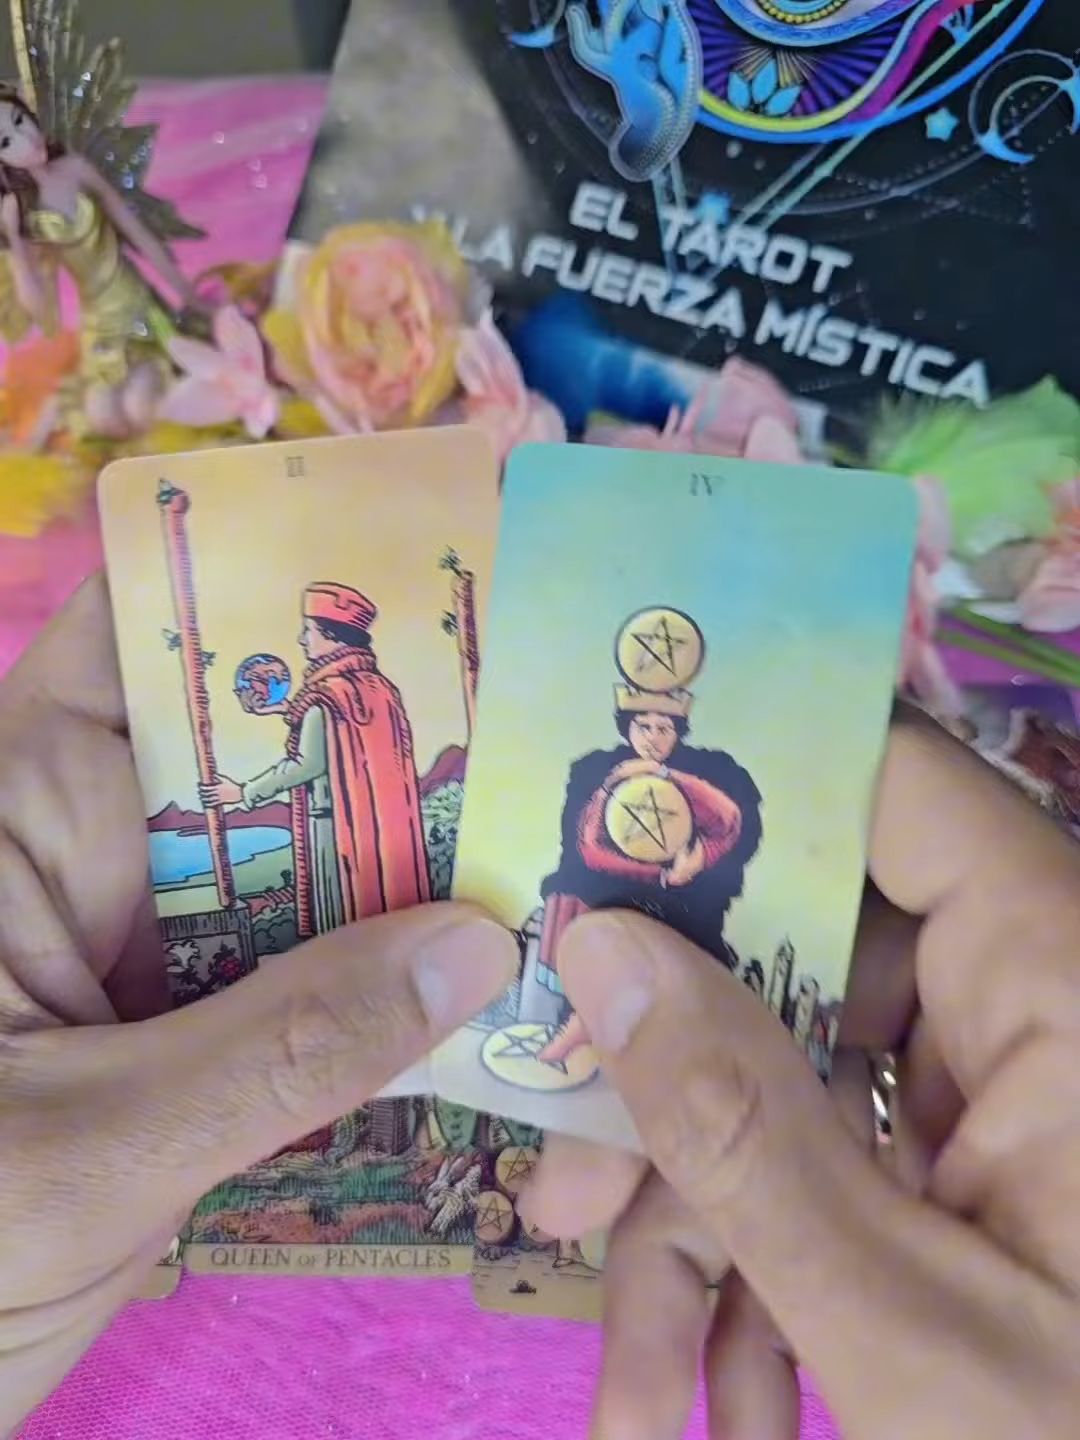 EL TAROT
Y LA FUERZA MÍSTICA
II
IV
QUEEN OF PENTACLES